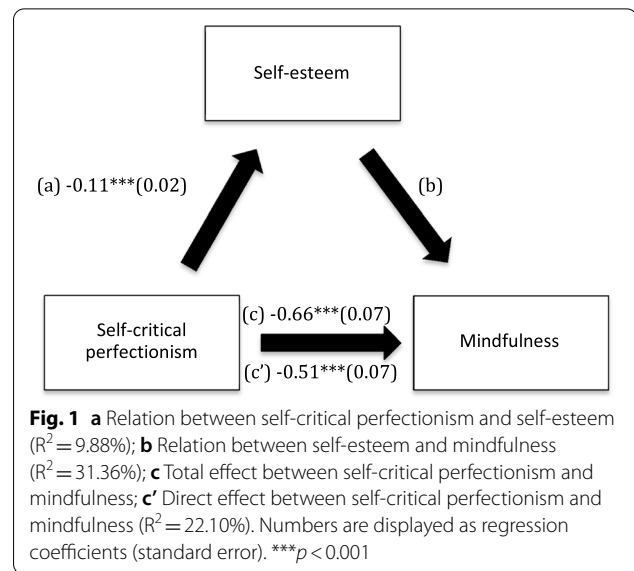 Self-esteem
(a) -0.11***(0.02)
(b)
Self-critical
perfectionism
(c) -0.66***(0.07)
(c’) -0.51***(0.07)
Mindfulness
Fig. 1 a Relation between self-critical perfectionism and self-esteem
(R² = 9.88%); b Relation between self-esteem and mindfulness
(R² = 31.36%); c Total effect between self-critical perfectionism and
mindfulness; c’ Direct effect between self-critical perfectionism and
mindfulness (R² = 22.10%). Numbers are displayed as regression
coefficients (standard error). ***p < 0.001